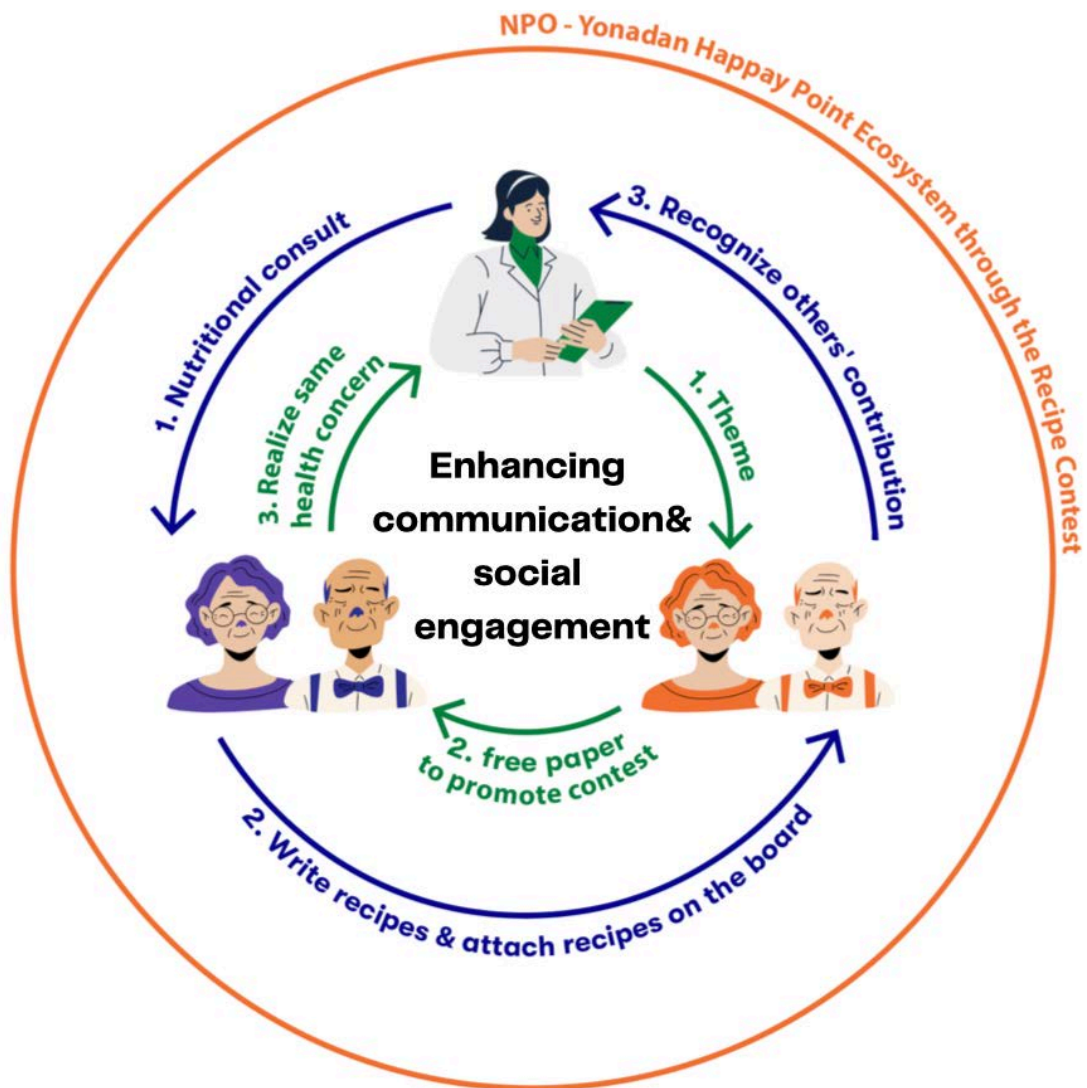 NPO - Yonadan Happay Point Ecosystem through the Recipe Contest
1. Nutritional consult
3. Recognize others' contribution
3. Realize same
health concern
1. Theme
Enhancing
communication&
social
engagement
2. free paper
to promote contest
2. Write recipes & attach recipes on the board